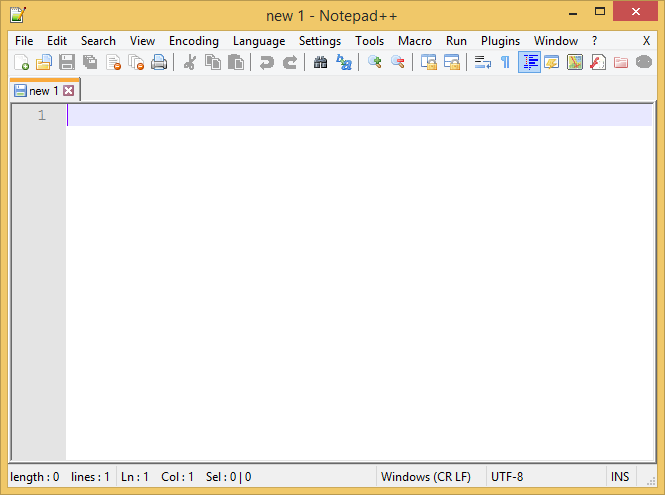 new 1 - Notepad++
File Edit Search View Encoding Language Settings Tools Macro Run Plugins Window ? X
new 1
1
length : 0 lines : 1 Ln : 1 Col : 1 Sel : 0 | 0 Windows (CR LF) UTF-8 INS